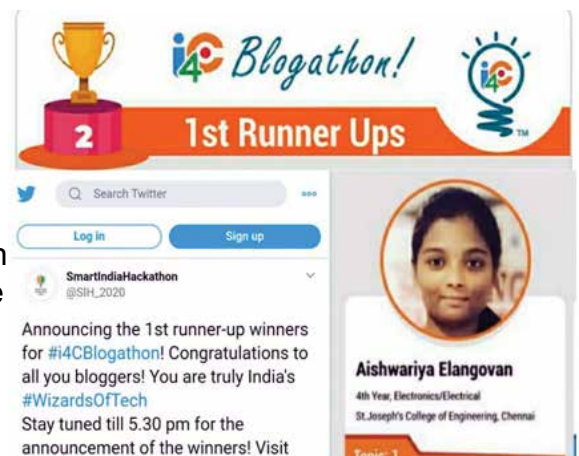 i4C Blogathon!
i4C
TM
2
1st Runner Ups
Search Twitter
Log in
Sign up
SmartIndiaHackathon
@SIH_2020
Announcing the 1st runner-up winners
for #i4CBlogathon! Congratulations to
all you bloggers! You are truly India's
#WizardsOfTech
Stay tuned till 5.30 pm for the
announcement of the winners! Visit
Aishwariya Elangovan
4th Year, Electronics/Electrical
St.Joseph's College of Engineering, Chennai
Topic: 1